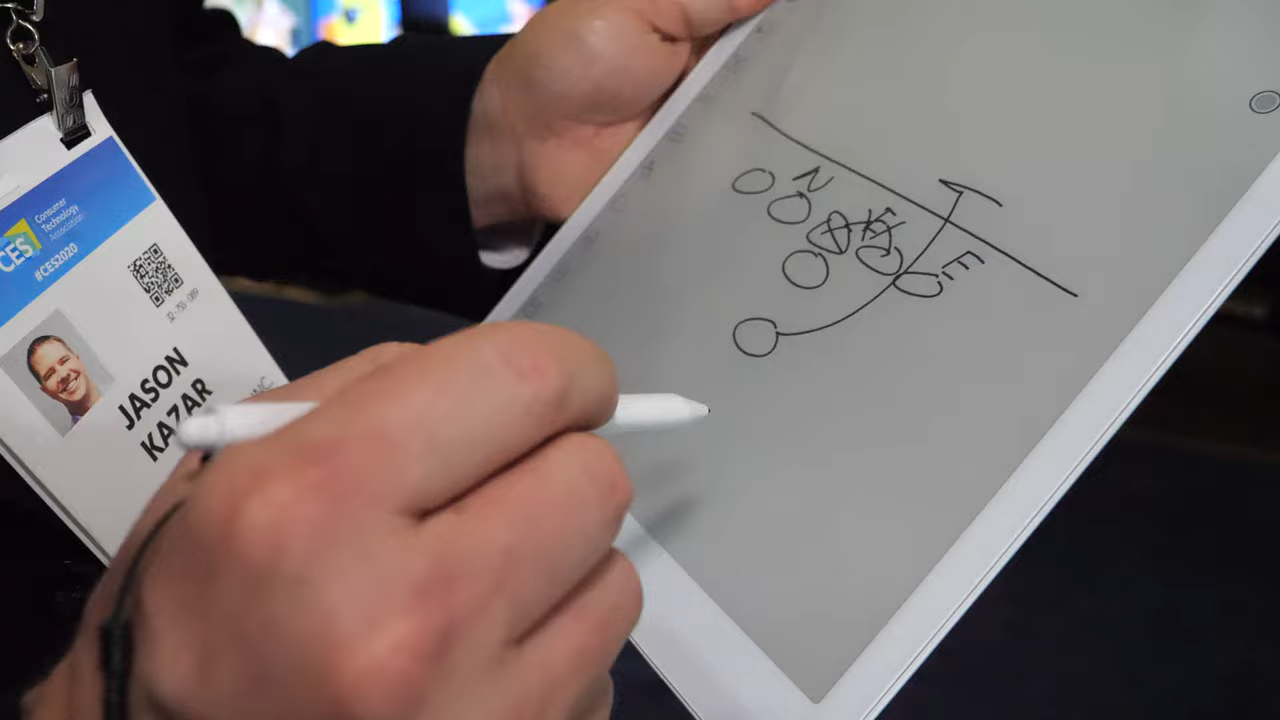 Consumer
Technology
Association
CES
#CES2020
JASON
KAZAR
N
E